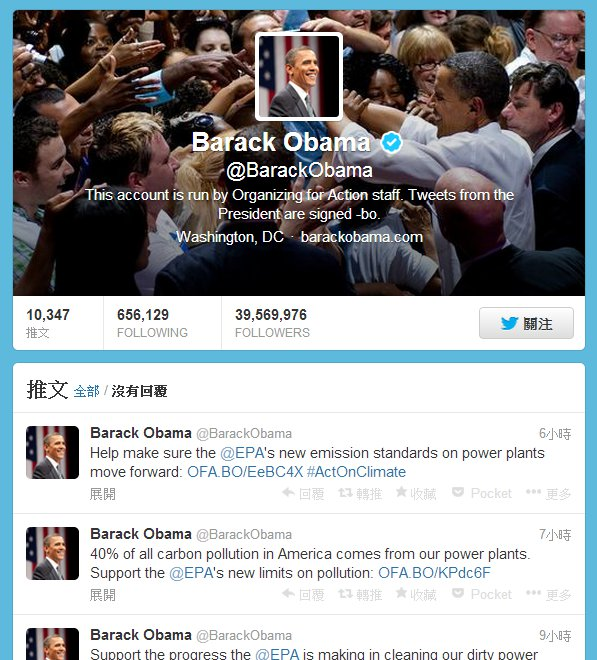 Barack Obama
@BarackObama
This account is run by Organizing for Action staff. Tweets from the
President are signed -bo.
Washington, DC · barackobama.com
10,347 656,129 39,569,976
推文 FOLLOWING FOLLOWERS
關注
推文 全部 / 沒有回覆
Barack Obama @BarackObama 6小時
Help make sure the @EPA's new emission standards on power plants
move forward: OFA.BO/EeBC4X #ActOnClimate
展開 回覆 轉推 收藏 Pocket 更多
Barack Obama @BarackObama 7小時
40% of all carbon pollution in America comes from our power plants.
Support the @EPA's new limits on pollution: OFA.BO/KPdc6F
展開 回覆 轉推 收藏 Pocket 更多
Barack Obama @BarackObama 9小時
Support the progress the @EPA is making in cleaning our dirty power